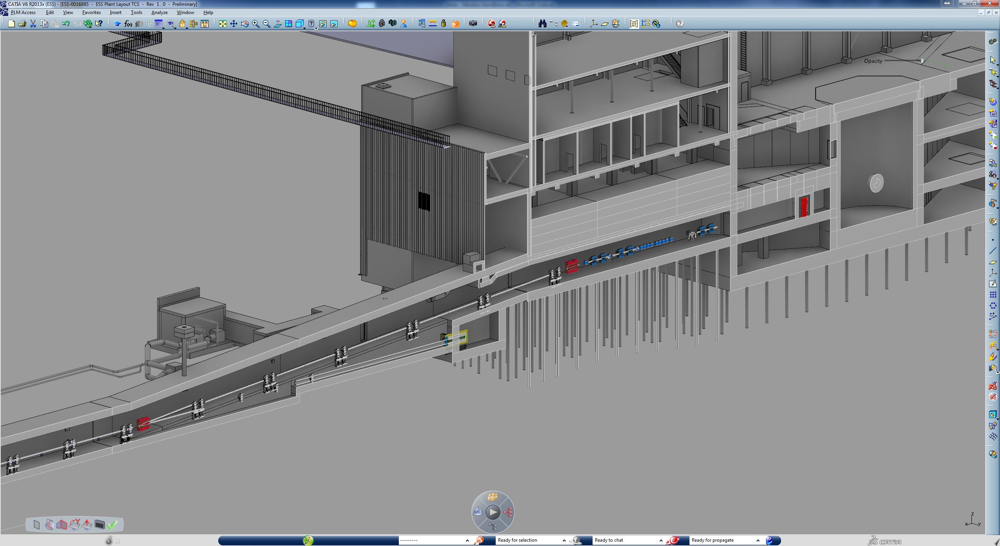 CATIA V6 R2013x (ESS) - [ESS-0016885 - ESS Plant Layout TCS - Rev 1.0 - Preliminary]
PLM Access Edit View Favorites Insert Tools Analyze Window Help
Opacity
z
x y
V6
--------- Ready for selection Ready to chat Ready for propagate
CATIA